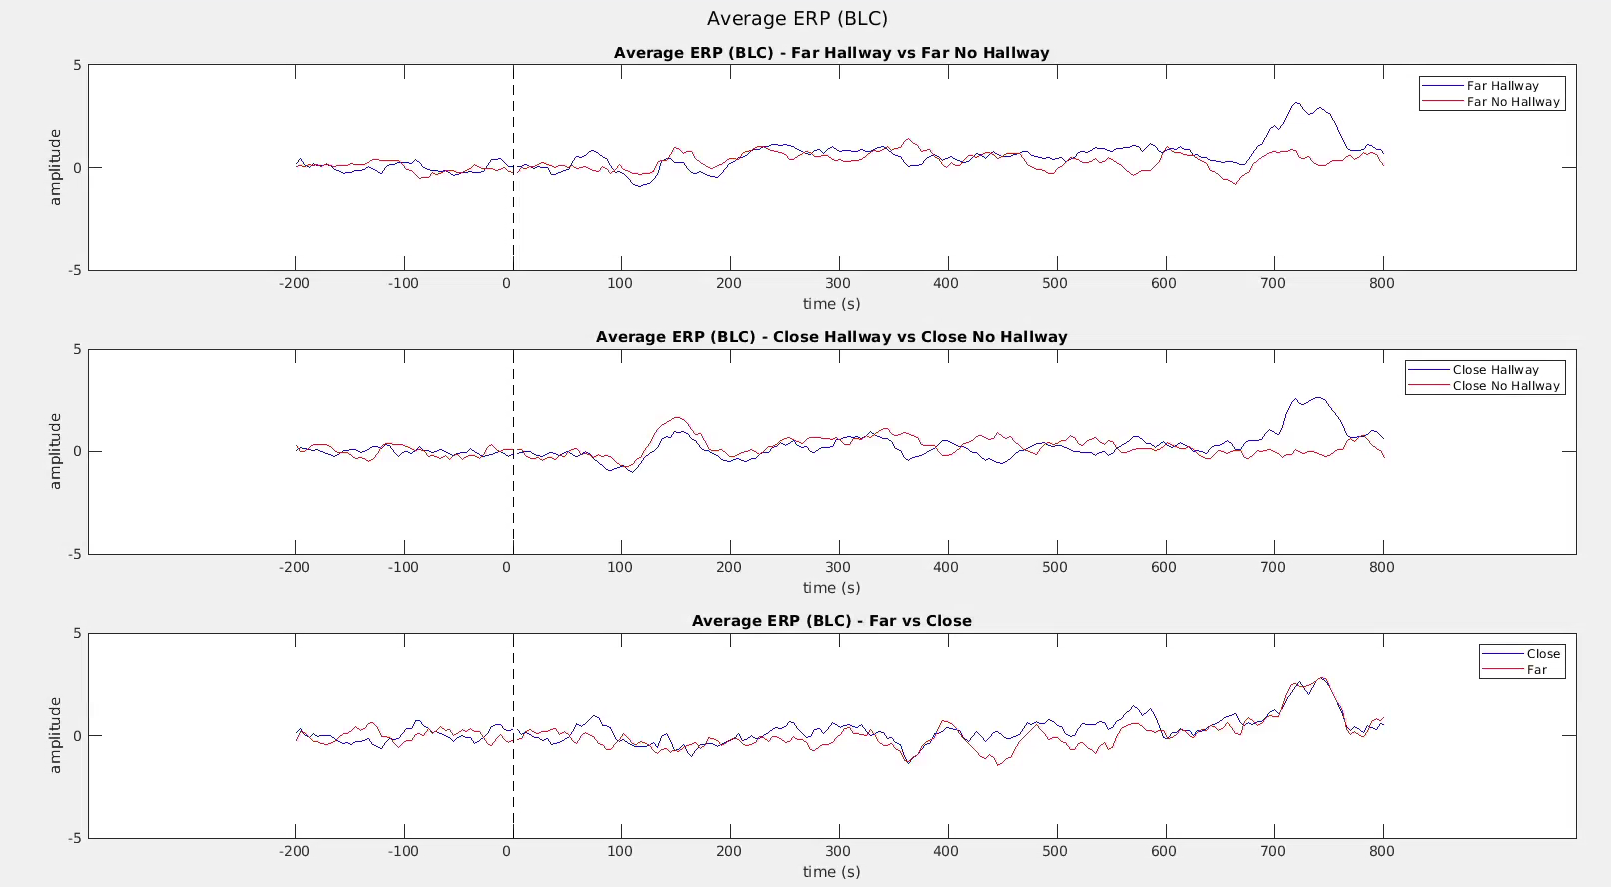 Average ERP (BLC)
Average ERP (BLC) - Far Hallway vs Far No Hallway
5
0
-5
amplitude
Far Hallway
Far No Hallway
-200 -100 0 100 200 300 400 500 600 700 800
time (s)
Average ERP (BLC) - Close Hallway vs Close No Hallway
5
0
-5
amplitude
Close Hallway
Close No Hallway
-200 -100 0 100 200 300 400 500 600 700 800
time (s)
Average ERP (BLC) - Far vs Close
5
0
-5
amplitude
Close
Far
-200 -100 0 100 200 300 400 500 600 700 800
time (s)